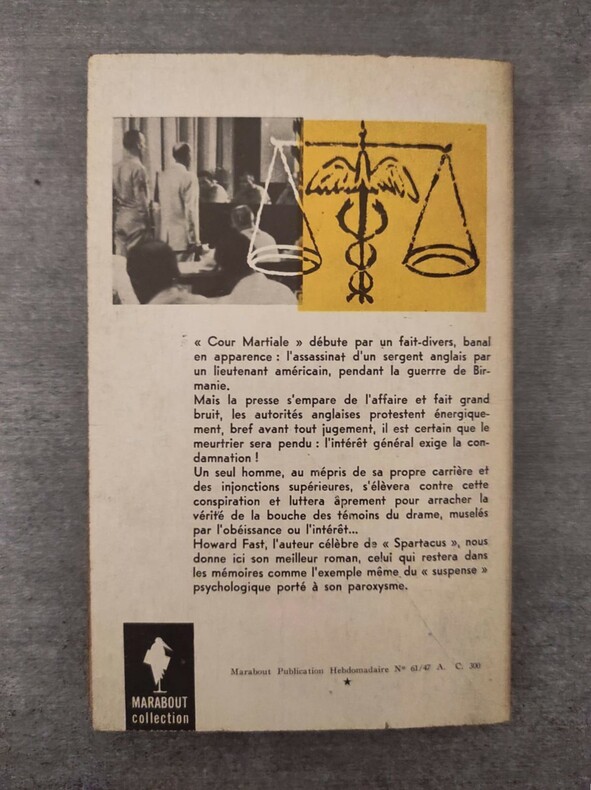 « Cour Martiale » débute par un fait-divers, banal
en apparence : l'assassinat d'un sergent anglais par
un lieutenant américain, pendant la guerrre de Bir-
manie.
Mais la presse s'empare de l'affaire et fait grand
bruit, les autorités anglaises protestent énergique-
ment, bref avant tout jugement, il est certain que le
meurtrier sera pendu : l'intérêt général exige la con-
damnation !
Un seul homme, au mépris de sa propre carrière et
des injonctions supérieures, s'élèvera contre cette
conspiration et luttera âprement pour arracher la
vérité de la bouche des témoins du drame, muselés
par l'obéissance ou l'intérêt...
Howard Fast, l'auteur célèbre de « Spartacus », nous
donne ici son meilleur roman, celui qui restera dans
les mémoires comme l'exemple même du « suspense »
psychologique porté à son paroxysme.
Marabout Publication Hebdomadaire N° 61/47 A. C. 300
MARABOUT
collection